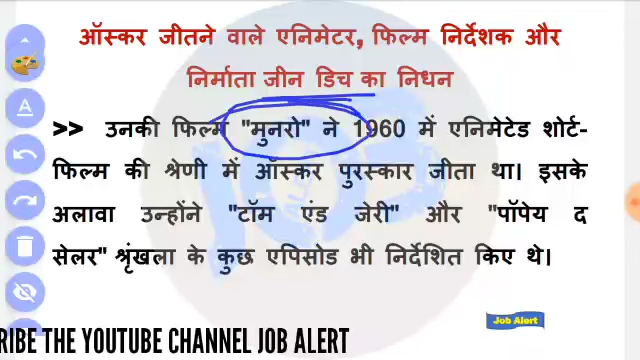 ऑस्कर जीतने वाले एनिमेटर, फिल्म निर्देशक और
निर्माता जीन डिच का निधन
>> उनकी फिल्म "मुनरो" ने 1960 में एनिमेटेड शोर्ट-
फिल्म की श्रेणी में ऑस्कर पुरस्कार जीता था। इसके
अलावा उन्होंने "टॉम एंड जेरी" और "पॉपेय द
सेलर" श्रृंखला के कुछ एपिसोड भी निर्देशित किए थे।
Job Alert
RIBE THE YOUTUBE CHANNEL JOB ALERT